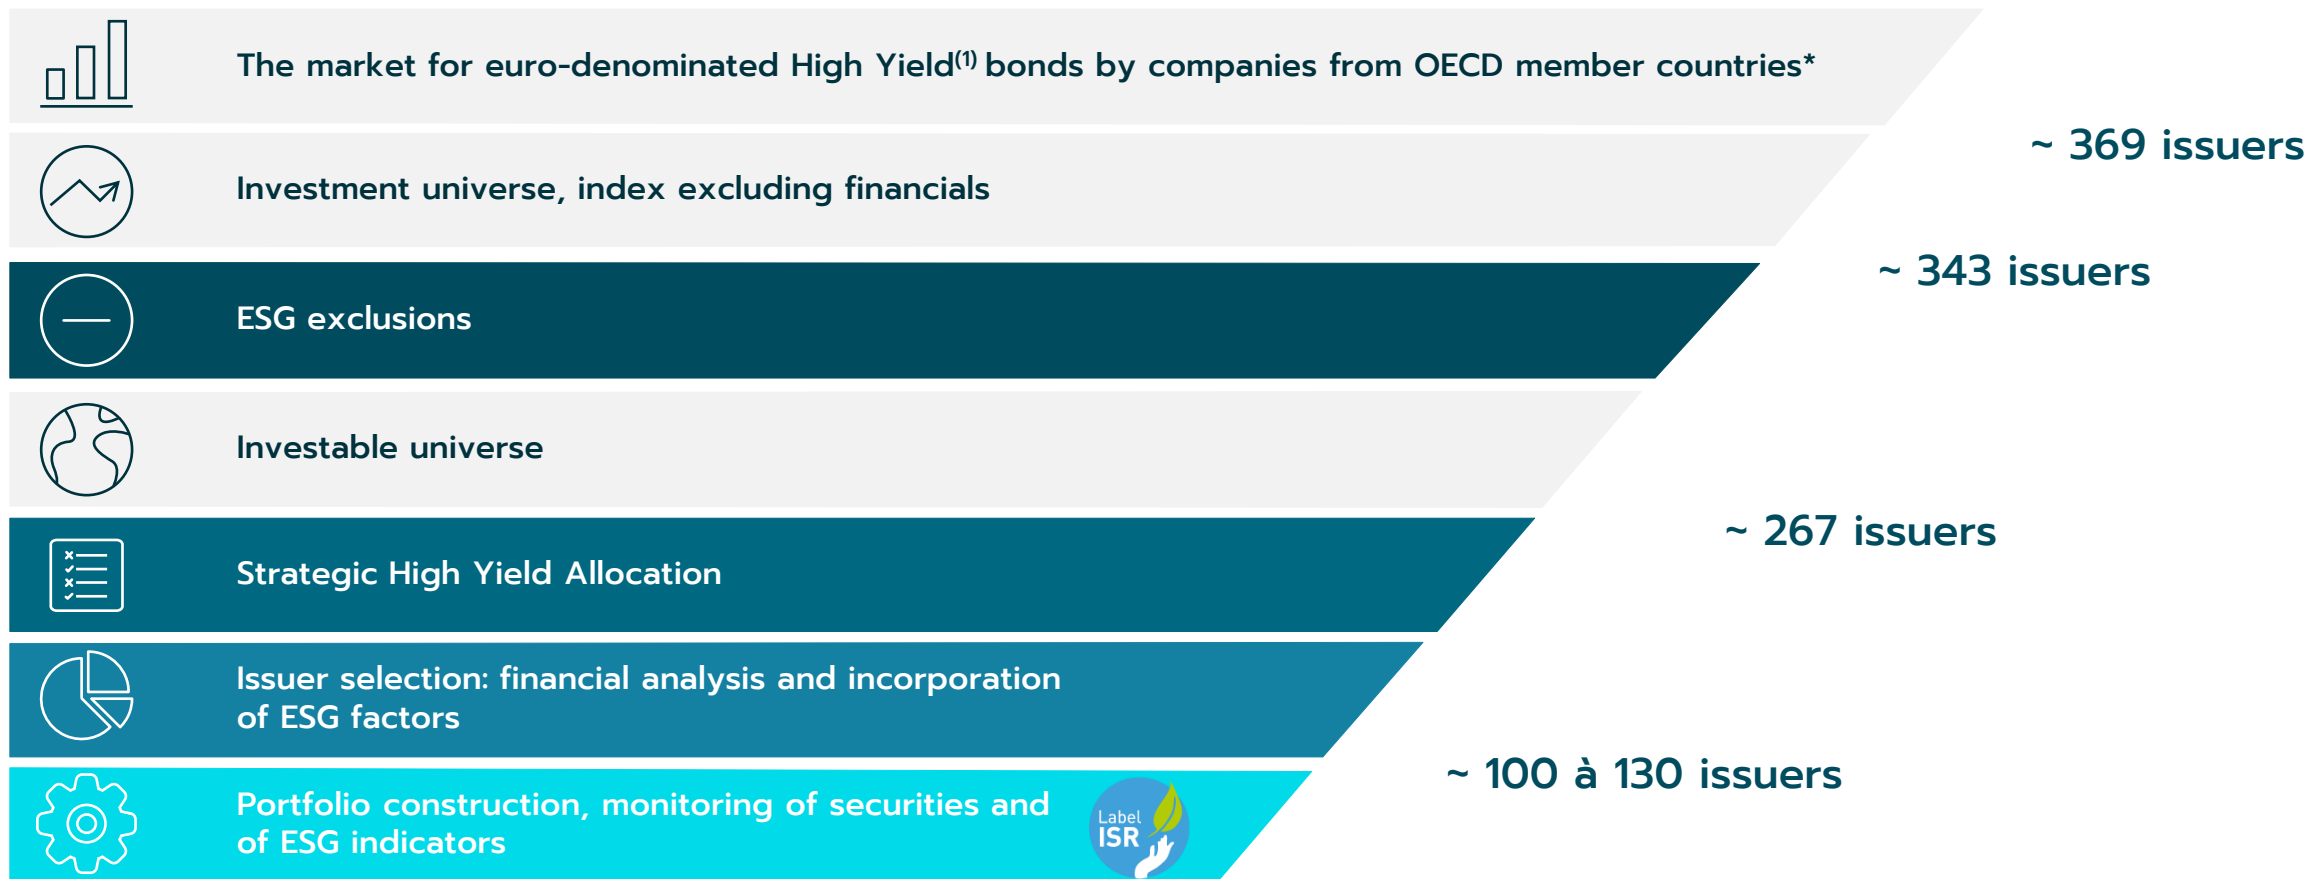 The market for euro-denominated High Yield(1) bonds by companies from OECD member countries*
~ 369 issuers
Investment universe, index excluding financials
~ 343 issuers
ESG exclusions
Investable universe
~ 267 issuers
Strategic High Yield Allocation
Issuer selection: financial analysis and incorporation
of ESG factors
~ 100 à 130 issuers
Portfolio construction, monitoring of securities and
of ESG indicators
Label
ISR